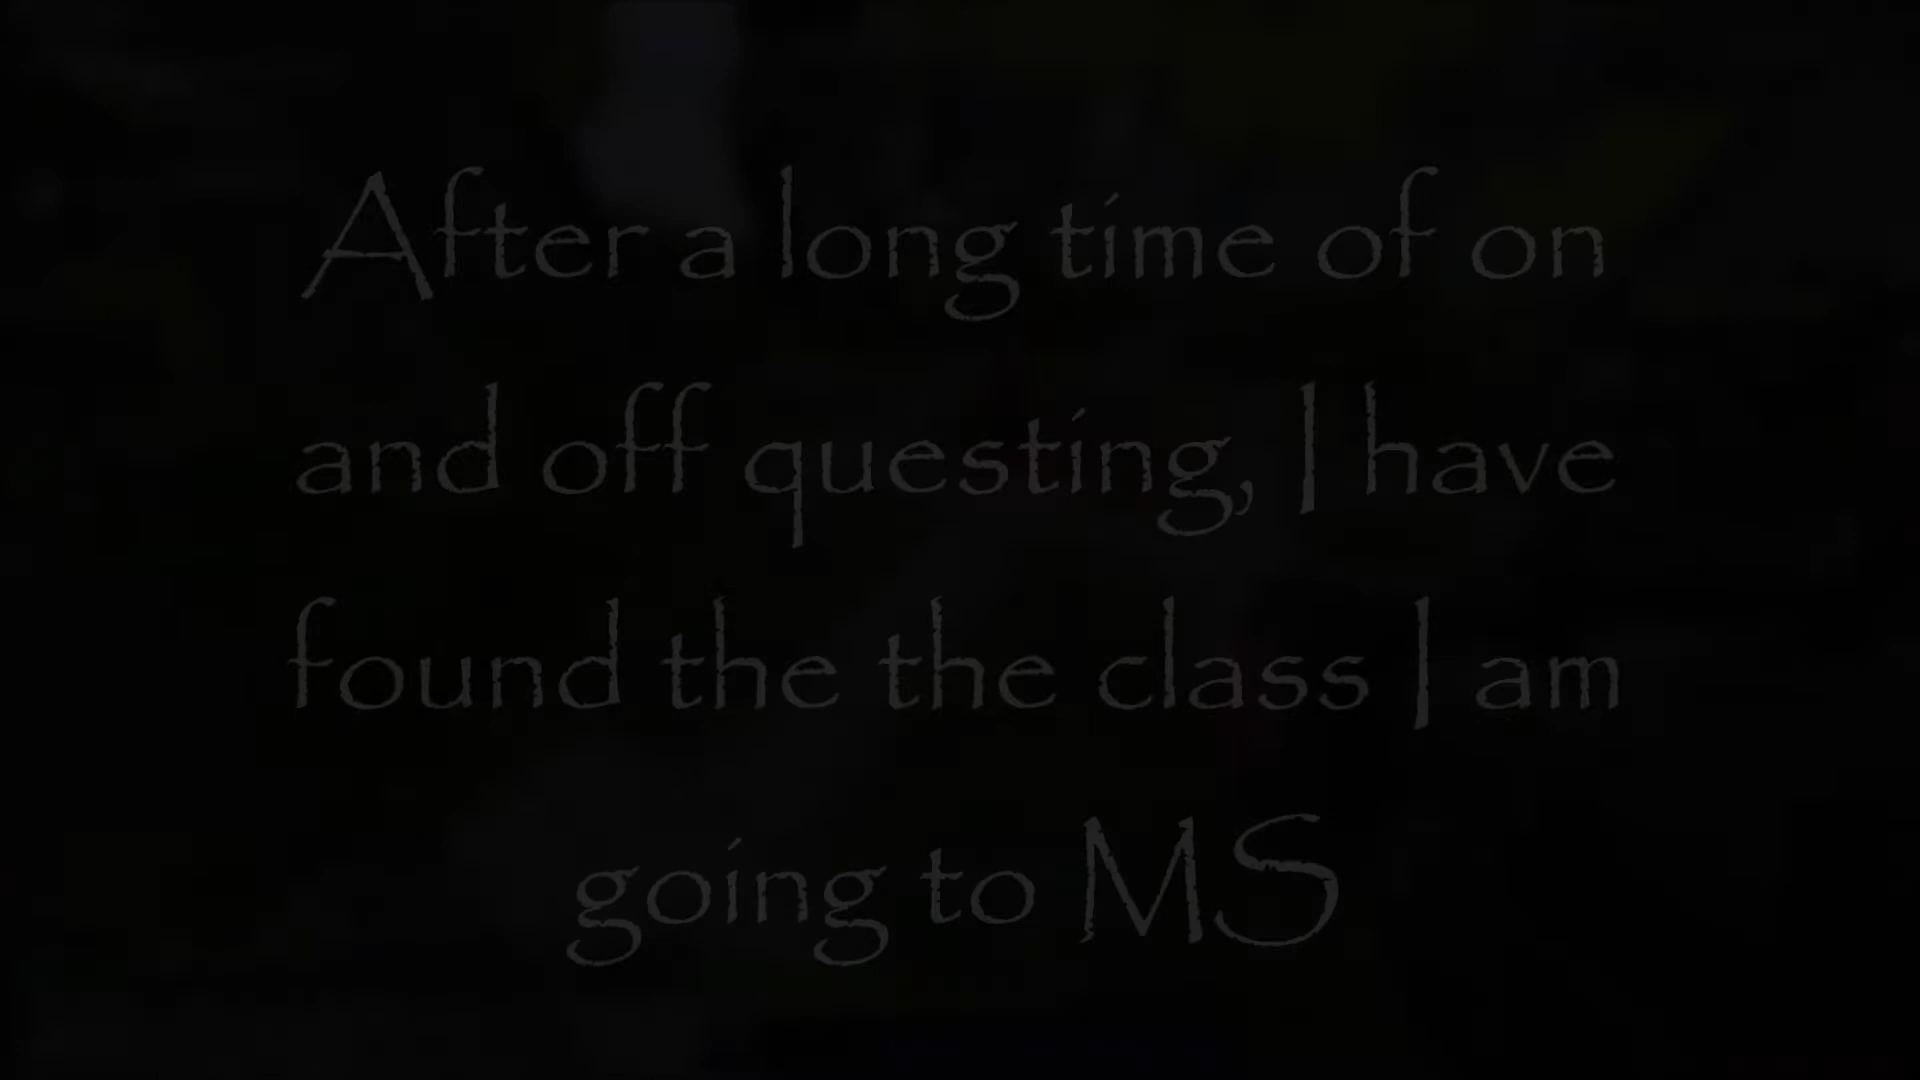 After a long time of on
and off questing, I have
found the the class I am
going to MS